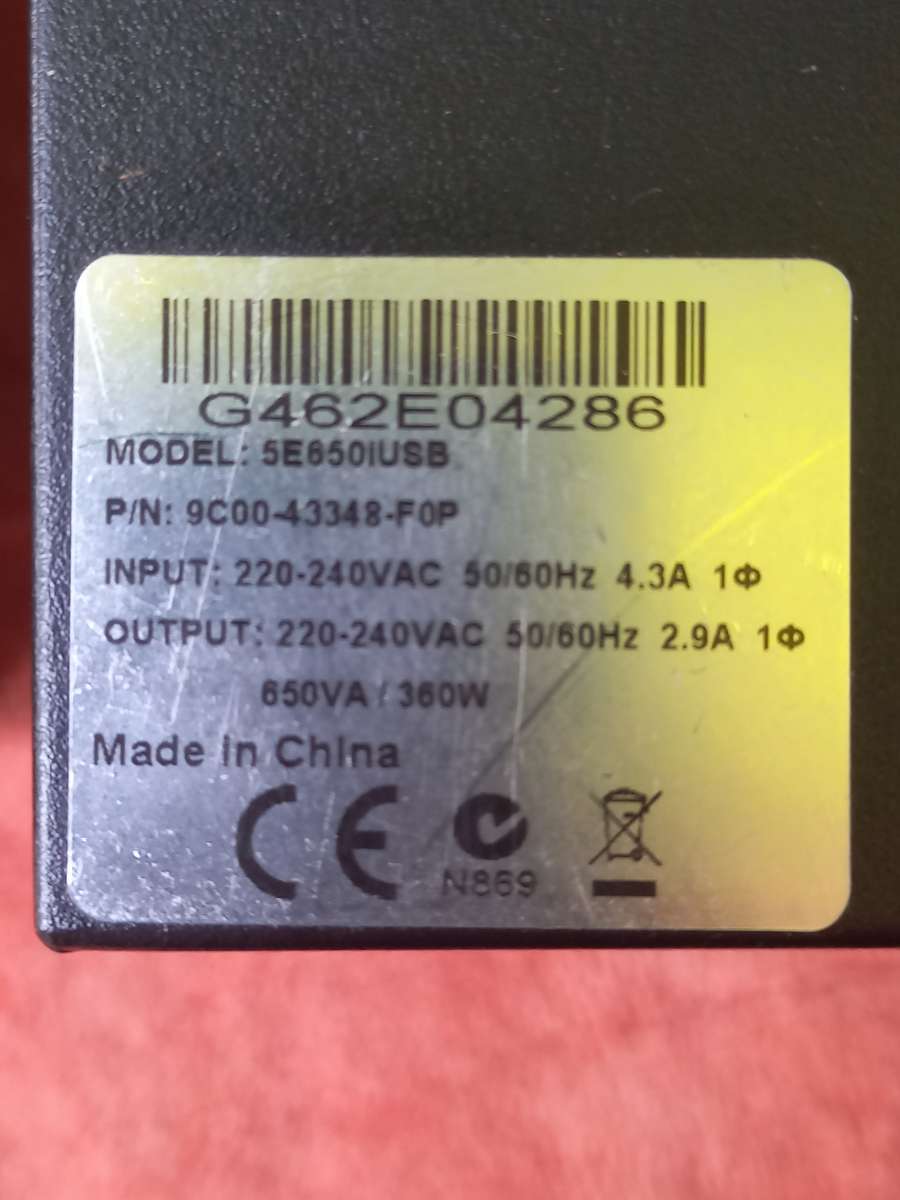 G462E04286
MODEL: 5E650IUSB
P/N: 9C00-43348-F0P
INPUT: 220-240VAC 50/60Hz 4.3A 1Φ
OUTPUT: 220-240VAC 50/60Hz 2.9A 1Φ
650VA / 360W
Made in China
CE
N869